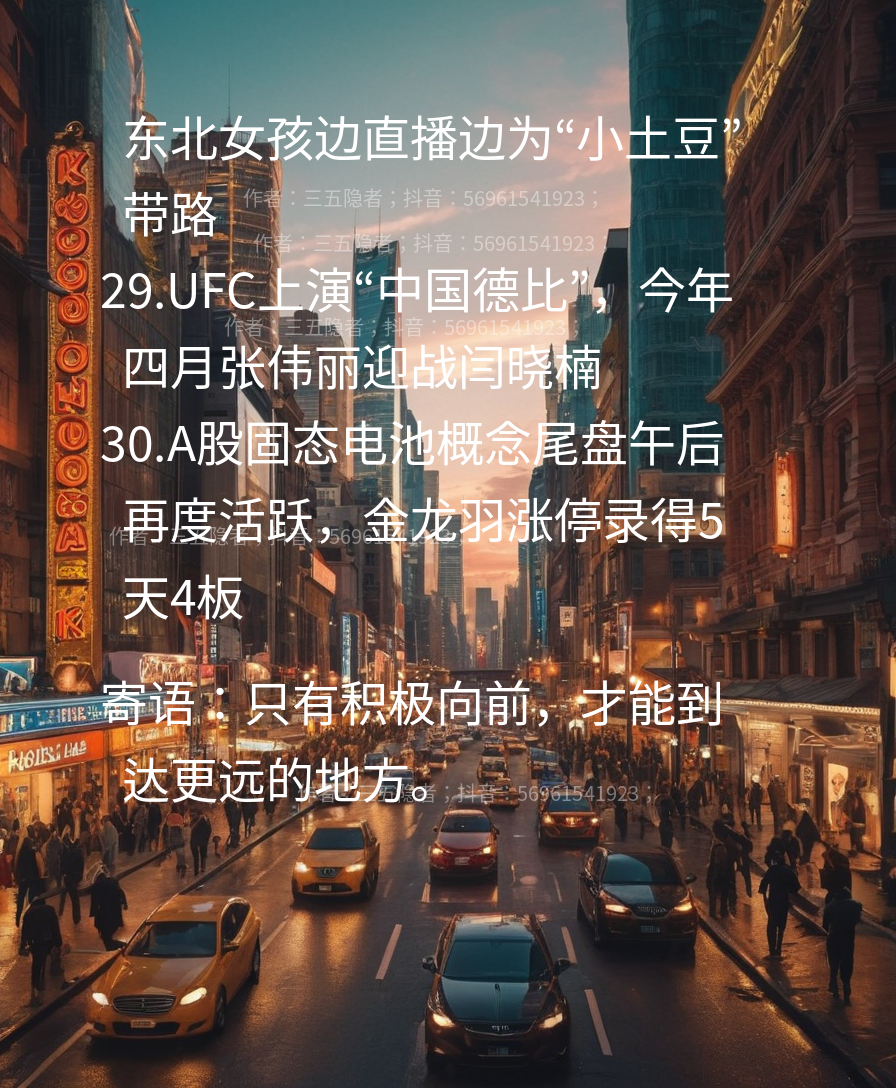 东北女孩边直播边为“小土豆”
作者：三五隐者；抖音：56961541923；
带路
作者：三五隐者；抖音：56961541923；
29.UFC上演“中国德比”，今年
作者：三五隐者；抖音：56961541923；
四月张伟丽迎战闫晓楠
30.A股固态电池概念尾盘午后
再度活跃，金龙羽涨停录得5
作者：三五隐者；抖音：56961541923；
天4板
寄语：只有积极向前，才能到
达更远的地方。
作者：三五隐者；抖音：56961541923；